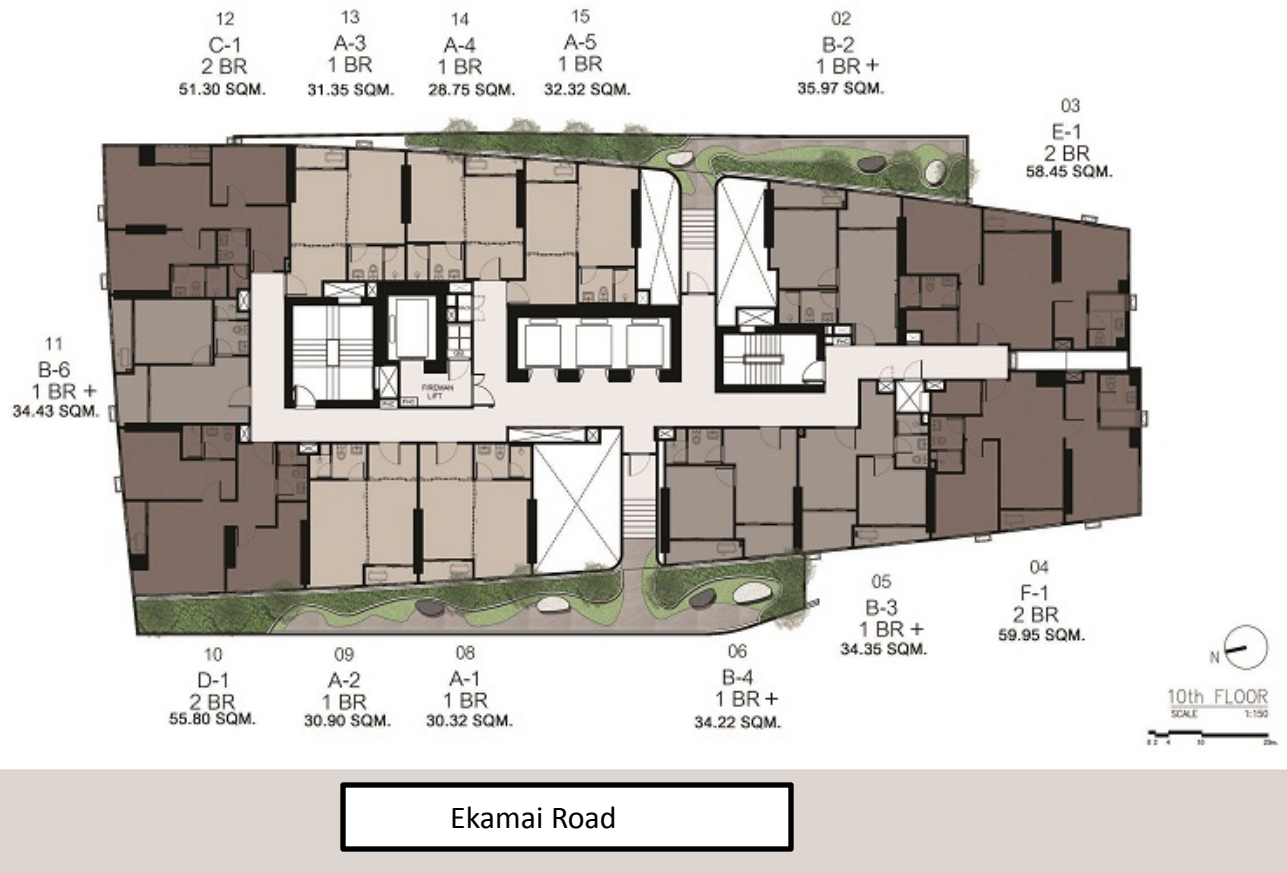 12
C-1
2 BR
51.30 SQM.
13
A-3
1 BR
31.35 SQM.
14
A-4
1 BR
28.75 SQM.
15
A-5
1 BR
32.32 SQM.
02
B-2
1 BR +
35.97 SQM.
03
E-1
2 BR
58.45 SQM.
11
B-6
1 BR +
34.43 SQM.
FIREMAN
LIFT
10
D-1
2 BR
55.80 SQM.
09
A-2
1 BR
30.90 SQM.
08
A-1
1 BR
30.32 SQM.
06
B-4
1 BR +
34.22 SQM.
05
B-3
1 BR +
34.35 SQM.
04
F-1
2 BR
59.95 SQM.
N
10th FLOOR
SCALE 1:150
0 2 4 10 20m.
Ekamai Road